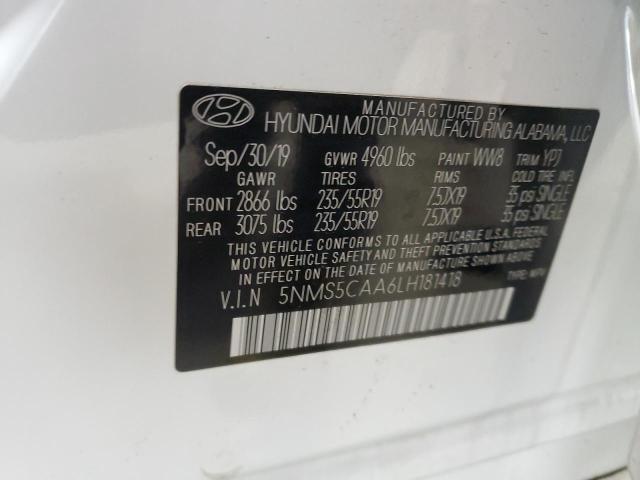 MANUFACTURED BY
HYUNDAI MOTOR MANUFACTURING ALABAMA, LLC
Sep/30/19 GVWR 4960 lbs PAINT WW8 TRIM YP7
GAWR TIRES RIMS COLD TIRE INFL.
FRONT 2866 lbs 235/55R19 7.5JX19 35 psi SINGLE
REAR 3075 lbs 235/55R19 7.5JX19 35 psi SINGLE
THIS VEHICLE CONFORMS TO ALL APPLICABLE U.S.A. FEDERAL
MOTOR VEHICLE SAFETY, BUMPER, AND THEFT PREVENTION STANDARDS
IN EFFECT ON THE DATE OF MANUFACTURE SHOWN ABOVE.
V.I.N 5NMS5CAA6LH181418 TYPE: MPV